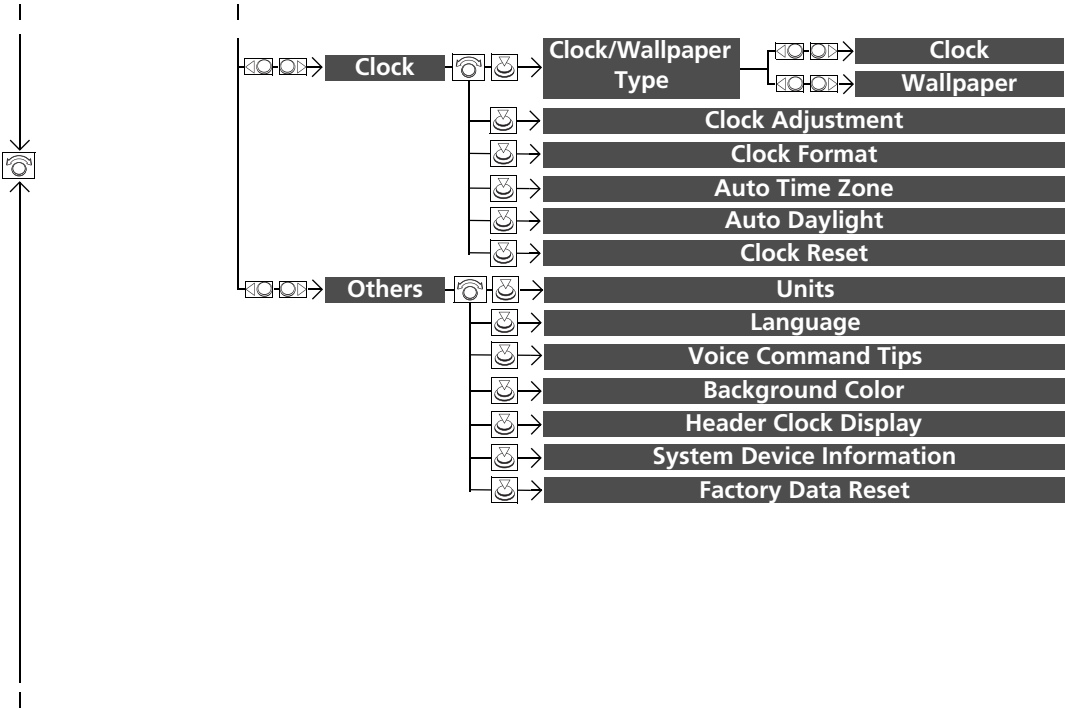 Clock
Clock/Wallpaper
Type
Clock
Wallpaper
Clock Adjustment
Clock Format
Auto Time Zone
Auto Daylight
Clock Reset
Others
Units
Language
Voice Command Tips
Background Color
Header Clock Display
System Device Information
Factory Data Reset